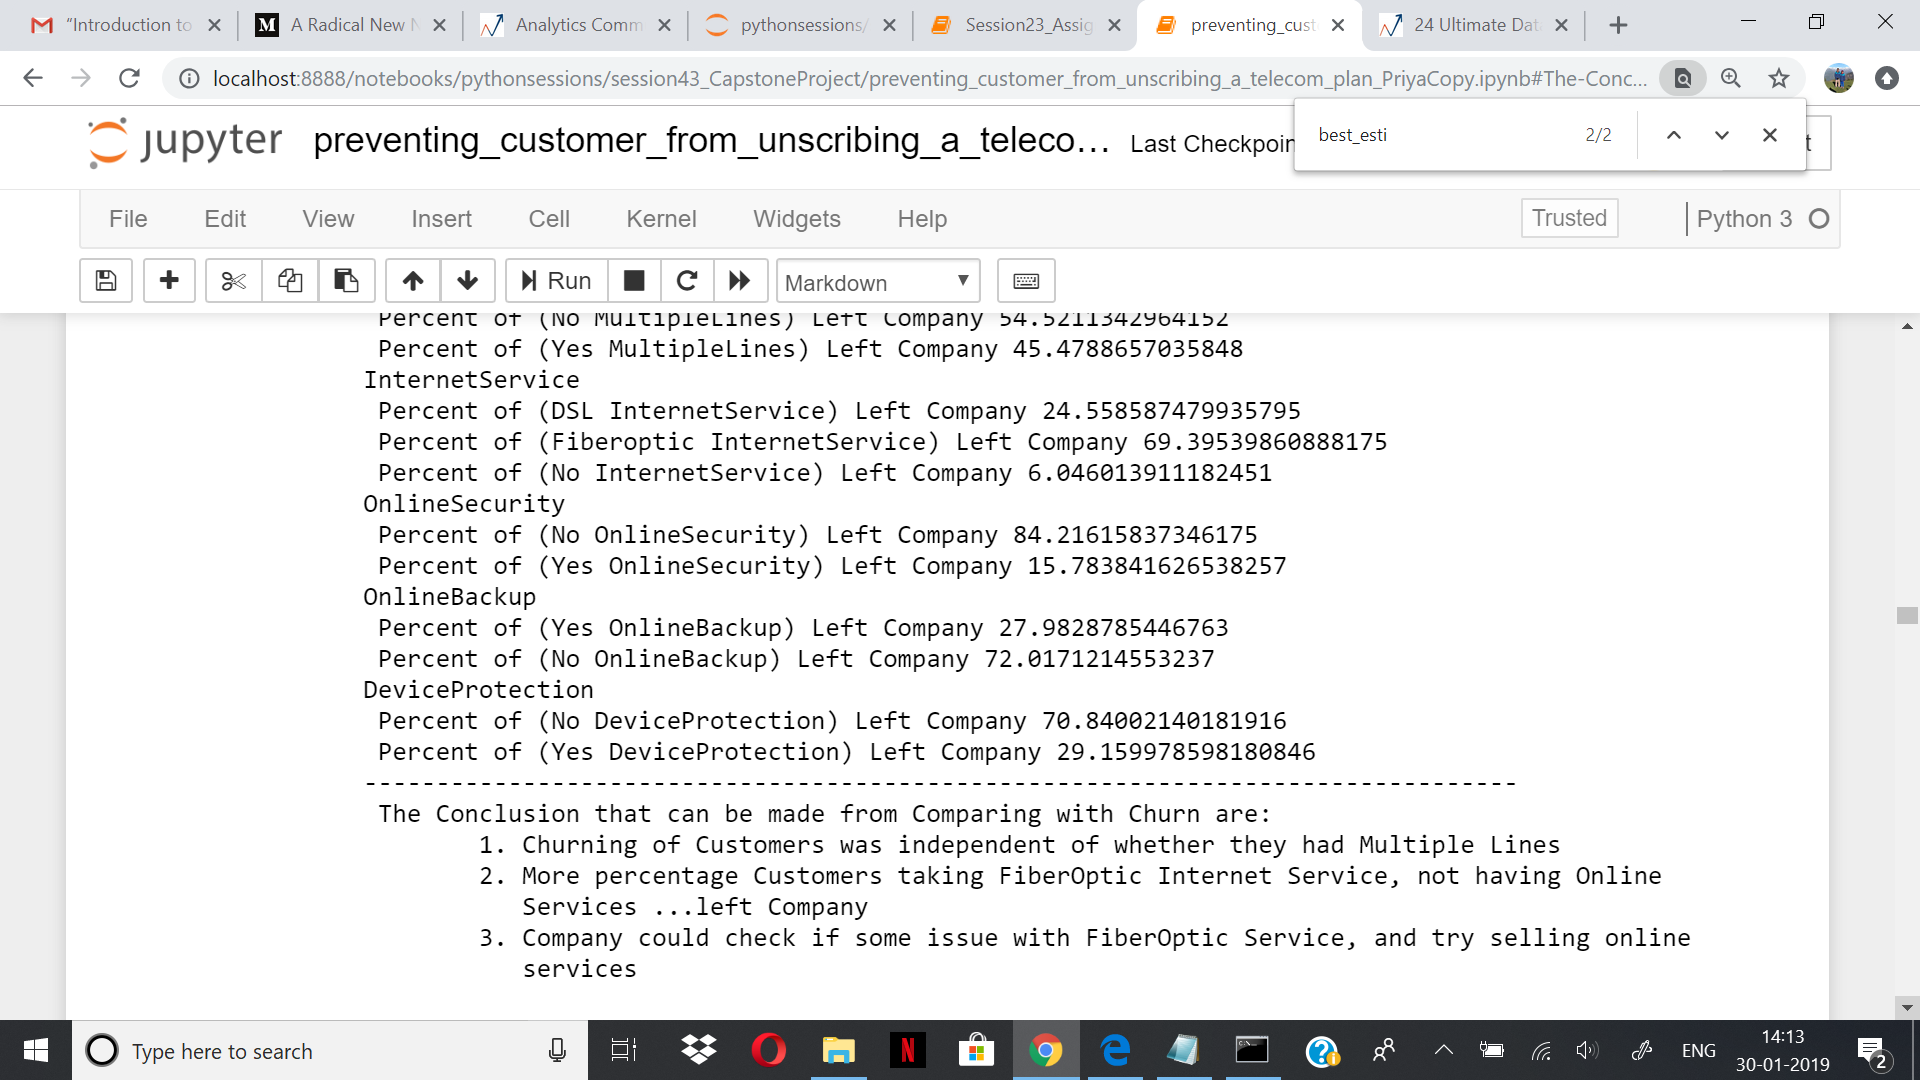 "Introduction to
A Radical New N
Analytics Comm
pythonsessions/
Session23_Assig
preventing_cust
24 Ultimate Dat
localhost:8888/notebooks/pythonsessions/session43_CapstoneProject/preventing_customer_from_unscribing_a_telecom_plan_PriyaCopy.ipynb#The-Conc...
best_esti 2/2
jupyter preventing_customer_from_unscribing_a_teleco... Last Checkpoin t
File Edit View Insert Cell Kernel Widgets Help Trusted Python 3
Run Markdown
Percent of (No MultipleLines) Left Company 54.5211342964152
Percent of (Yes MultipleLines) Left Company 45.4788657035848
InternetService
Percent of (DSL InternetService) Left Company 24.558587479935795
Percent of (Fiberoptic InternetService) Left Company 69.39539860888175
Percent of (No InternetService) Left Company 6.046013911182451
OnlineSecurity
Percent of (No OnlineSecurity) Left Company 84.21615837346175
Percent of (Yes OnlineSecurity) Left Company 15.783841626538257
OnlineBackup
Percent of (Yes OnlineBackup) Left Company 27.9828785446763
Percent of (No OnlineBackup) Left Company 72.0171214553237
DeviceProtection
Percent of (No DeviceProtection) Left Company 70.84002140181916
Percent of (Yes DeviceProtection) Left Company 29.159978598180846
--------------------------------------------------------------------------------
The Conclusion that can be made from Comparing with Churn are:
1. Churning of Customers was independent of whether they had Multiple Lines
2. More percentage Customers taking FiberOptic Internet Service, not having Online
Services ...left Company
3. Company could check if some issue with FiberOptic Service, and try selling online
services
Type here to search
ENG
14:13
30-01-2019
2